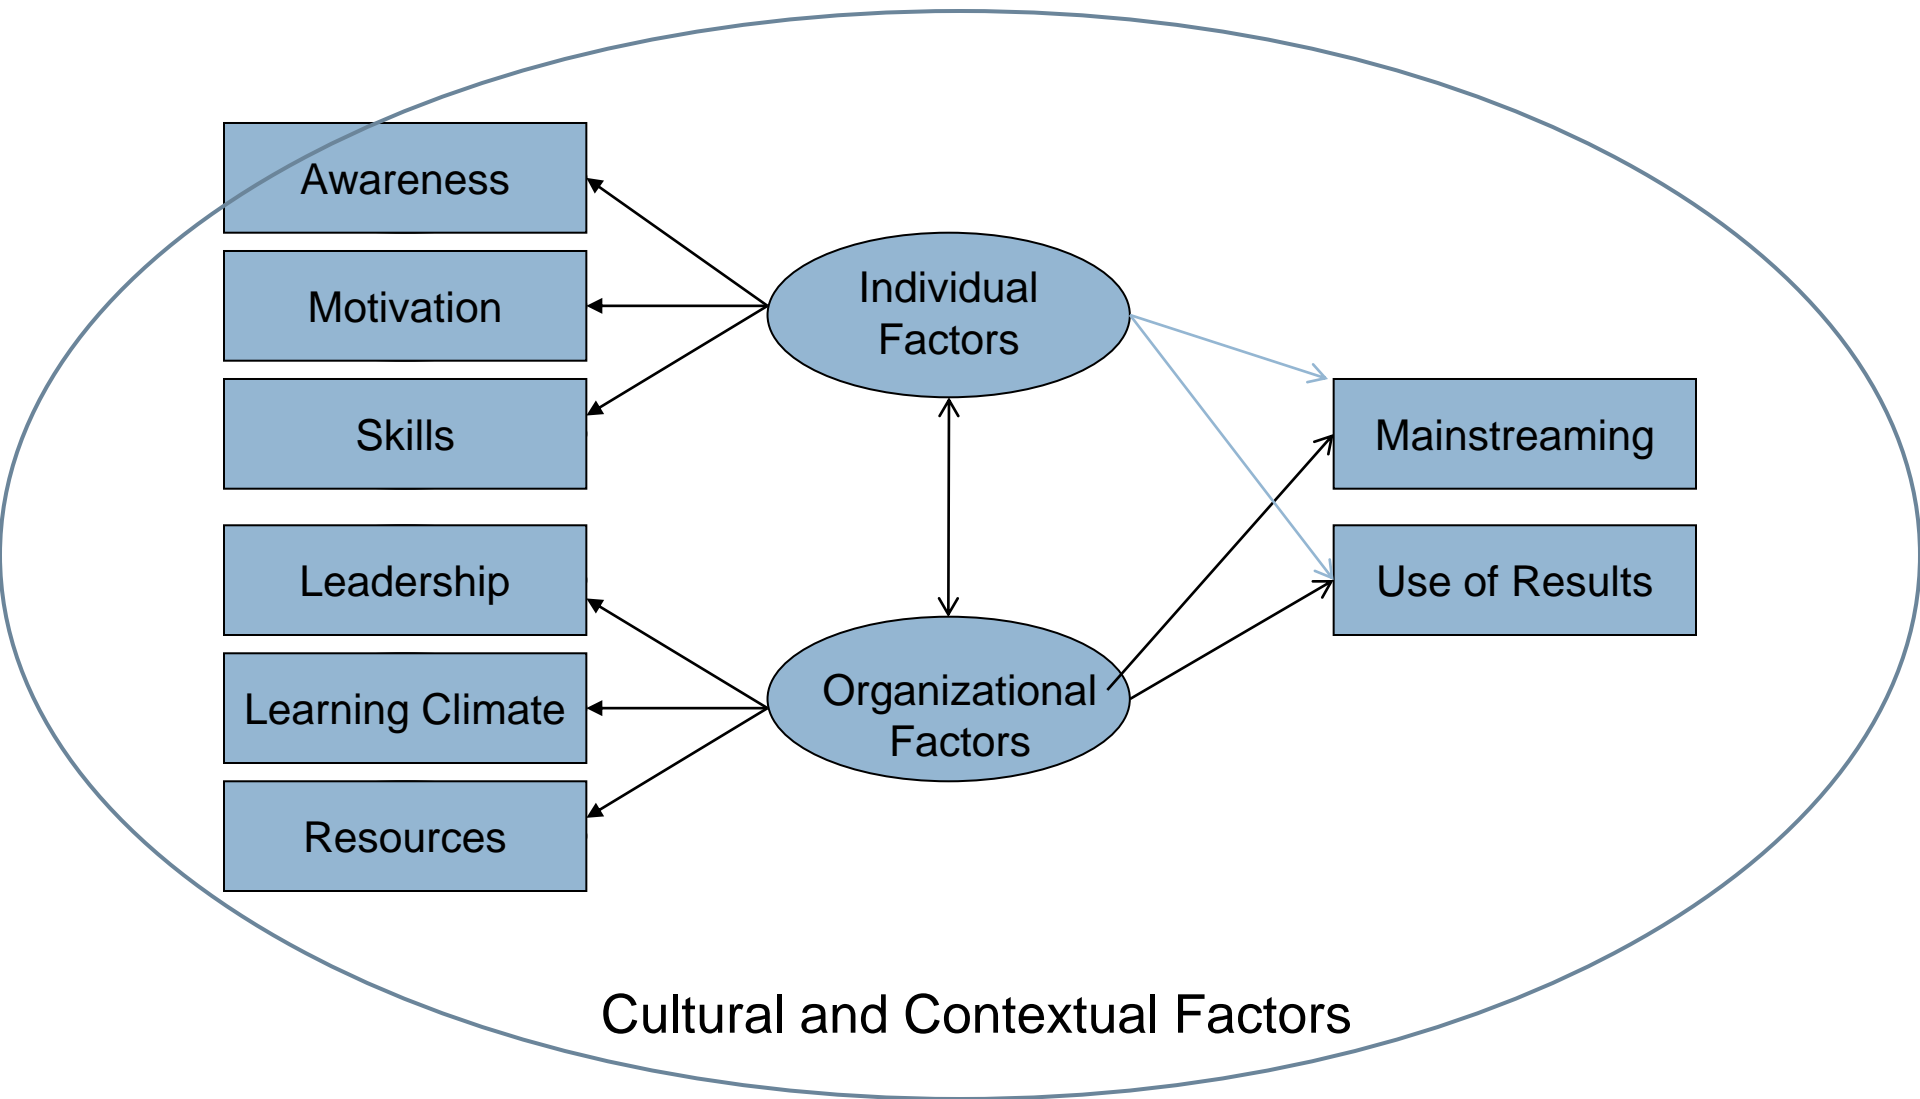 Awareness
Motivation
Skills
Leadership
Learning Climate
Resources
Individual
Factors
Organizational
Factors
Mainstreaming
Use of Results
Cultural and Contextual Factors